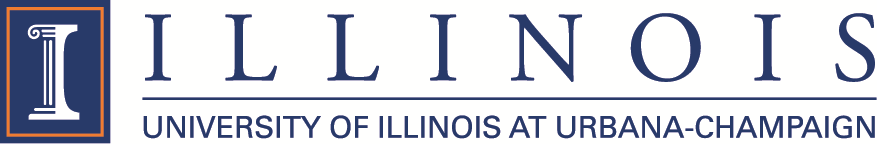 I ILLINOIS
UNIVERSITY OF ILLINOIS AT URBANA-CHAMPAIGN